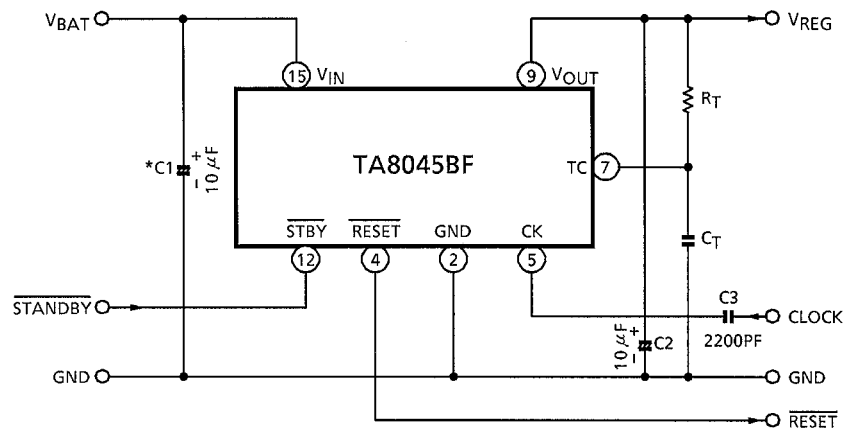 VBAT
VREG
15 VIN
9 VOUT
RT
*C1
+
10 μF
−
TA8045BF
TC 7
STBY
RESET
GND
CK
CT
12
4
2
5
STANDBY
C3
CLOCK
2200PF
10 μF
+
−
C2
GND
GND
RESET